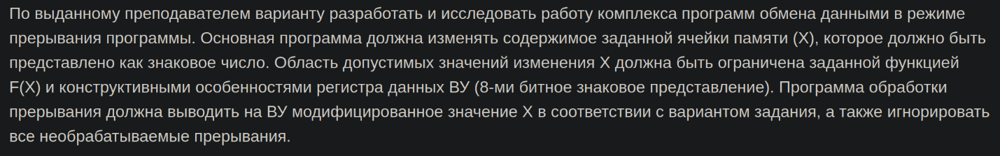 По выданному преподавателем варианту разработать и исследовать работу комплекса программ обмена данными в режиме
прерывания программы. Основная программа должна изменять содержимое заданной ячейки памяти (X), которое должно быть
представлено как знаковое число. Область допустимых значений изменения X должна быть ограничена заданной функцией
F(X) и конструктивными особенностями регистра данных ВУ (8-ми битное знаковое представление). Программа обработки
прерывания должна выводить на ВУ модифицированное значение X в соответствии с вариантом задания, а также игнорировать
все необрабатываемые прерывания.